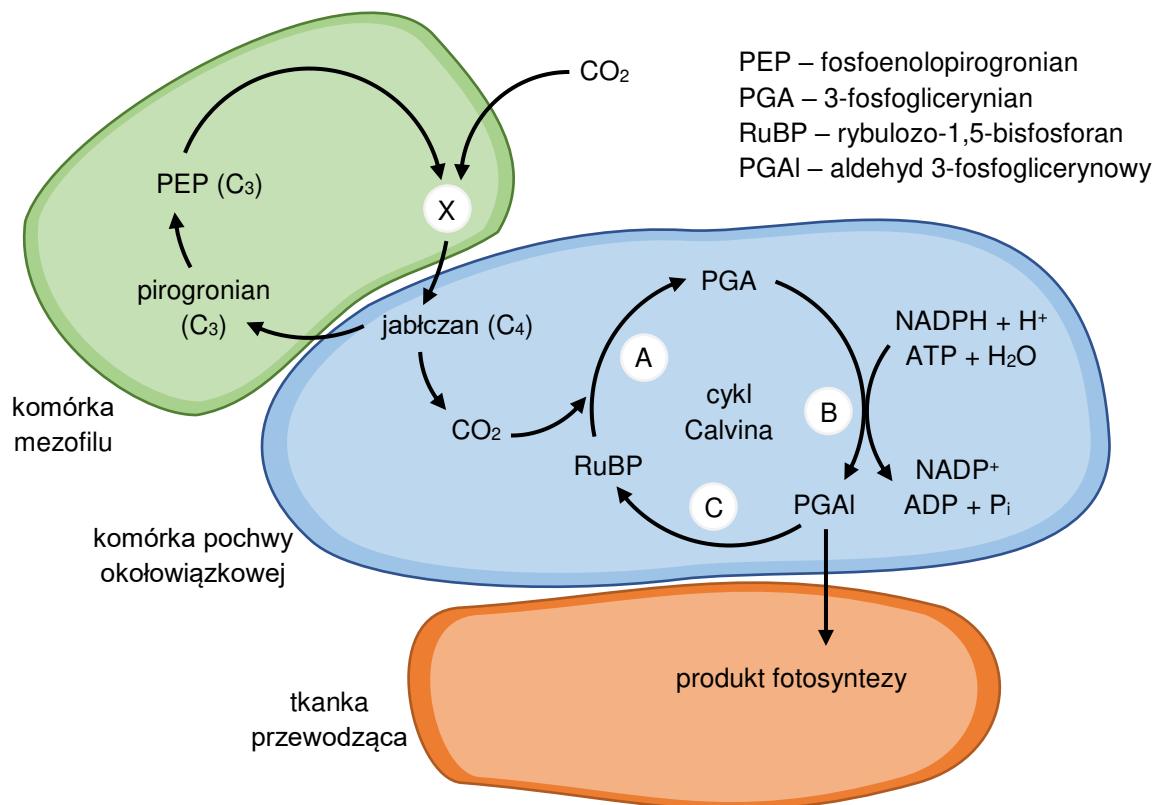 CO₂
PEP – fosfoenolopirogronian
PGA – 3-fosfoglicerynian
RuBP – rybulozo-1,5-bisfosforan
PGAl – aldehyd 3-fosfoglicerynowy
PEP (C₃)
X
pirogronian
(C₃)
jabłczan (C₄)
komórka
mezofilu
PGA
A
NADPH + H⁺
ATP + H₂O
cykl
Calvina
B
CO₂
RuBP
C
PGAl
NADP⁺
ADP + Pᵢ
komórka pochwy
okołowiązkowej
produkt fotosyntezy
tkanka
przewodząca